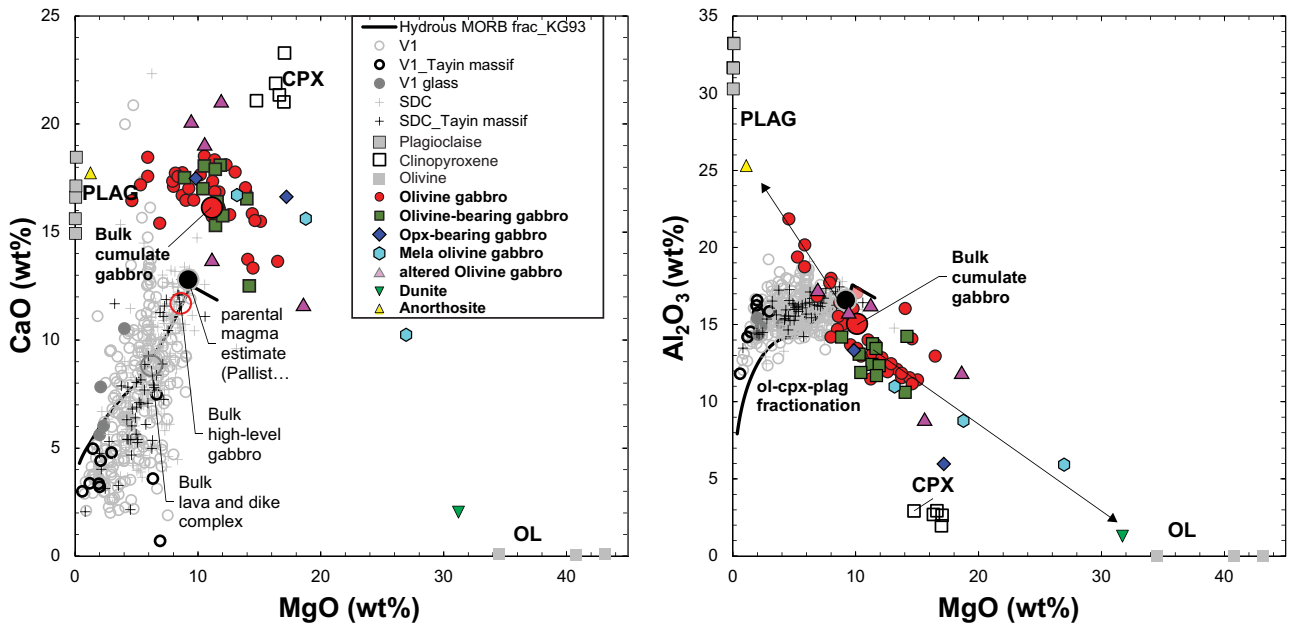 25
20
15
10
5
0
CaO (wt%)
0
10
20
30
40
MgO (wt%)
Hydrous MORB frac_KG93
V1
V1_Tayin massif
V1 glass
SDC
SDC_Tayin massif
Plagioclaise
Clinopyroxene
Olivine
Olivine gabbro
Olivine-bearing gabbro
Opx-bearing gabbro
Mela olivine gabbro
altered Olivine gabbro
Dunite
Anorthosite
CPX
PLAG
Bulk
cumulate
gabbro
parental
magma
estimate
(Pallist…
Bulk
high-level
gabbro
Bulk
lava and dike
complex
OL
35
30
25
20
15
10
5
0
Al2O3 (wt%)
0
10
20
30
40
MgO (wt%)
PLAG
Bulk
cumulate
gabbro
ol-cpx-plag
fractionation
CPX
OL